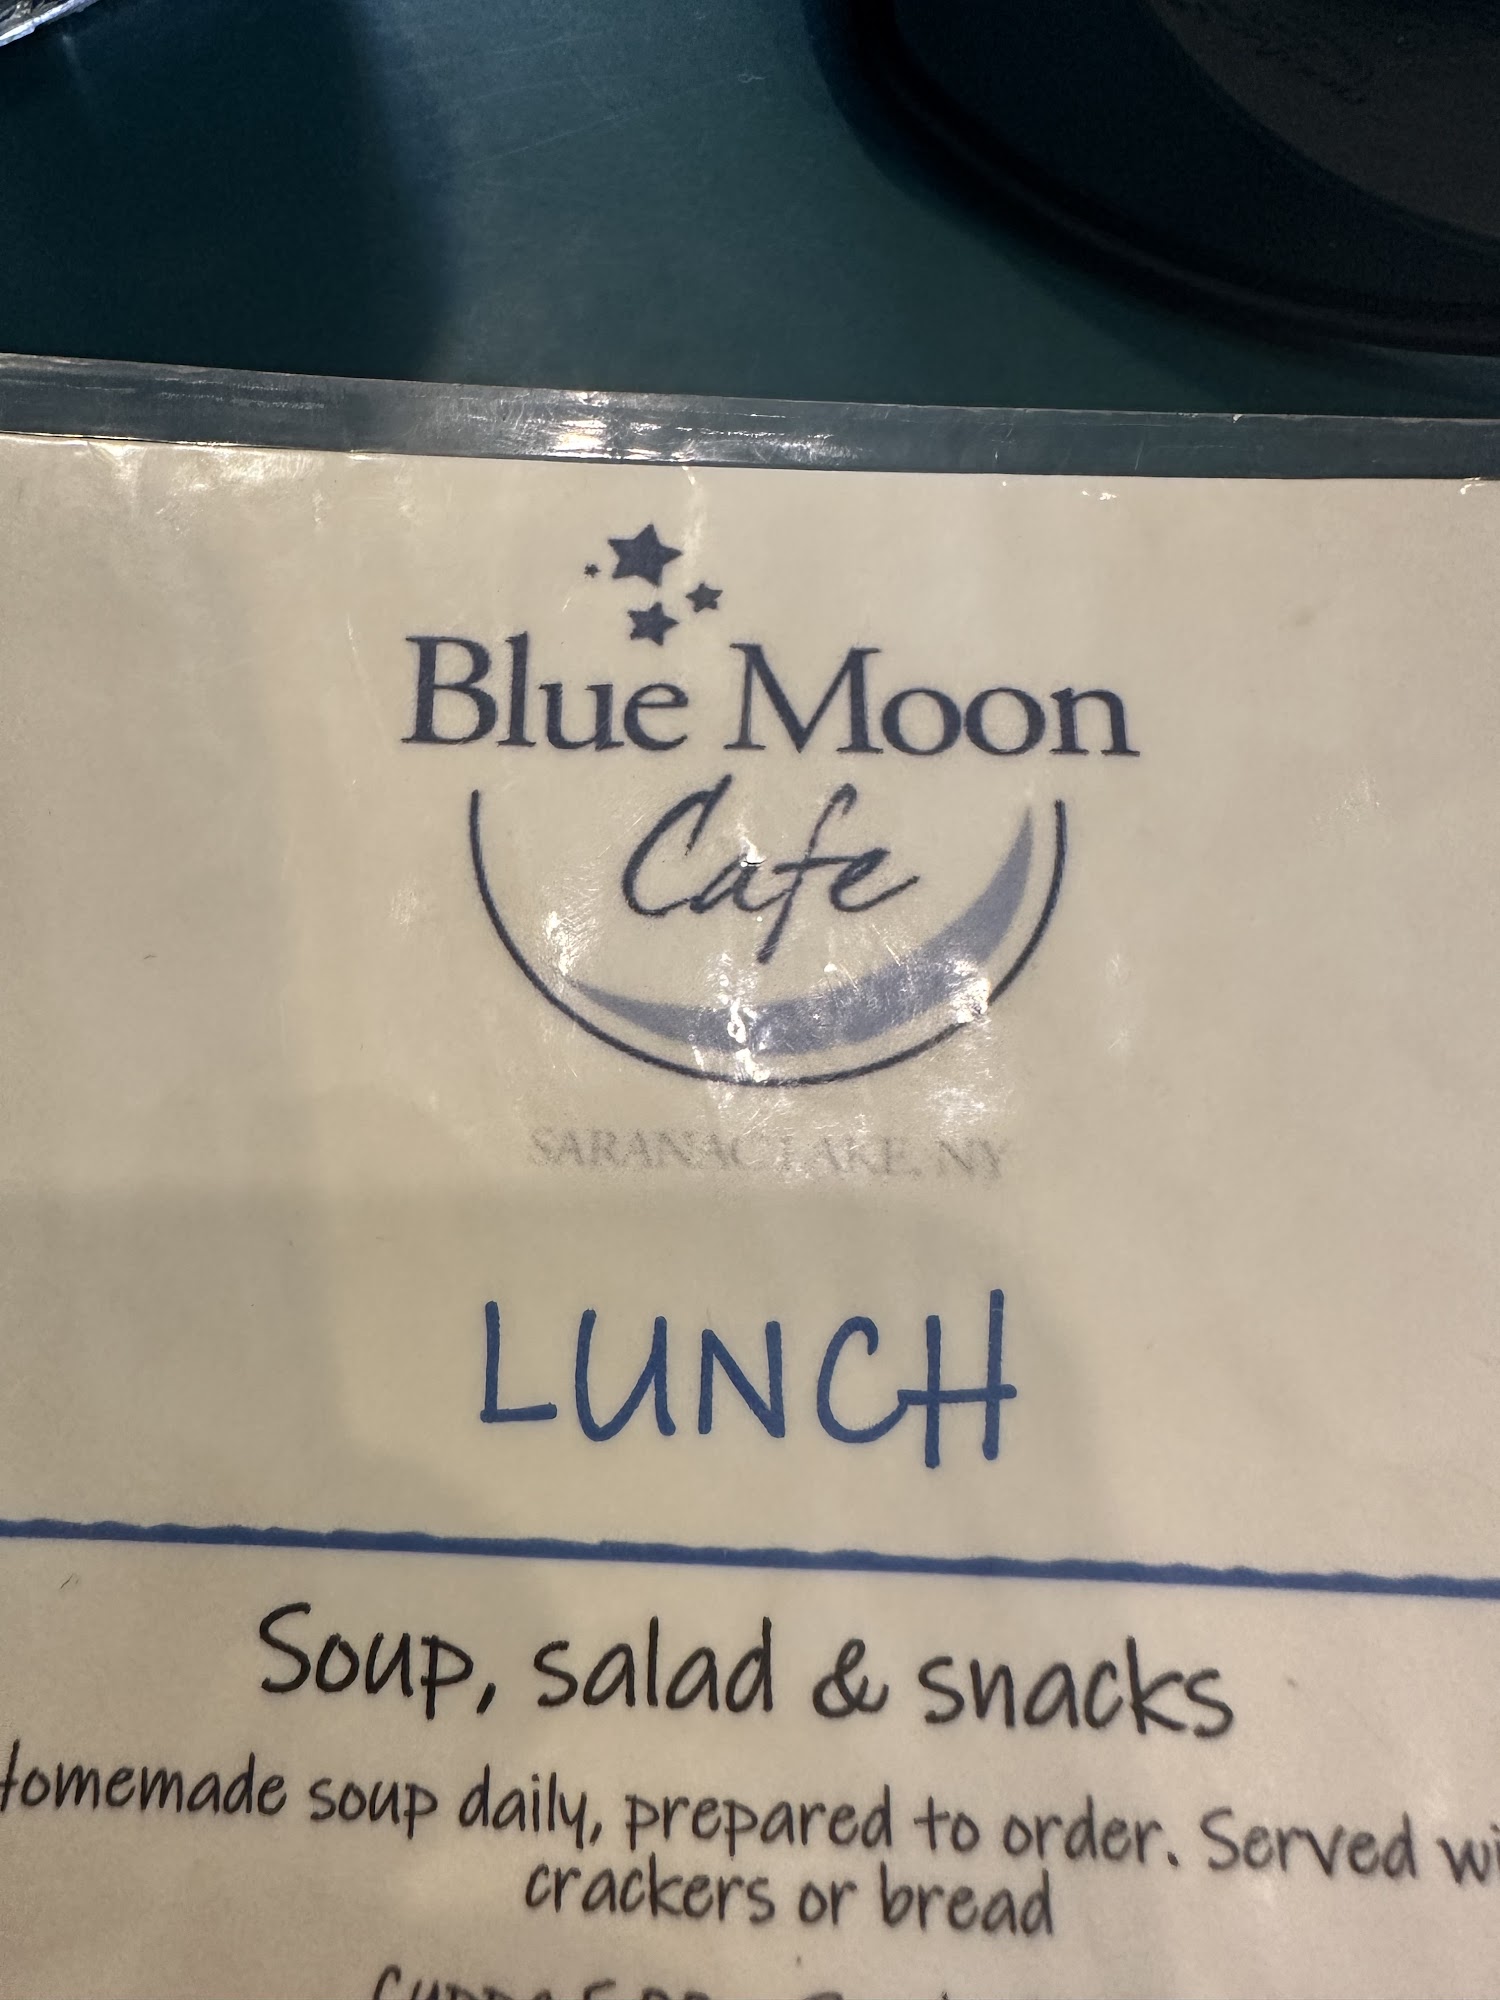 Blue Moon
Cafe
SARANAC LAKE, NY
LUNCH
Soup, salad & snacks
Homemade soup daily, prepared to order. Served
crackers or bread